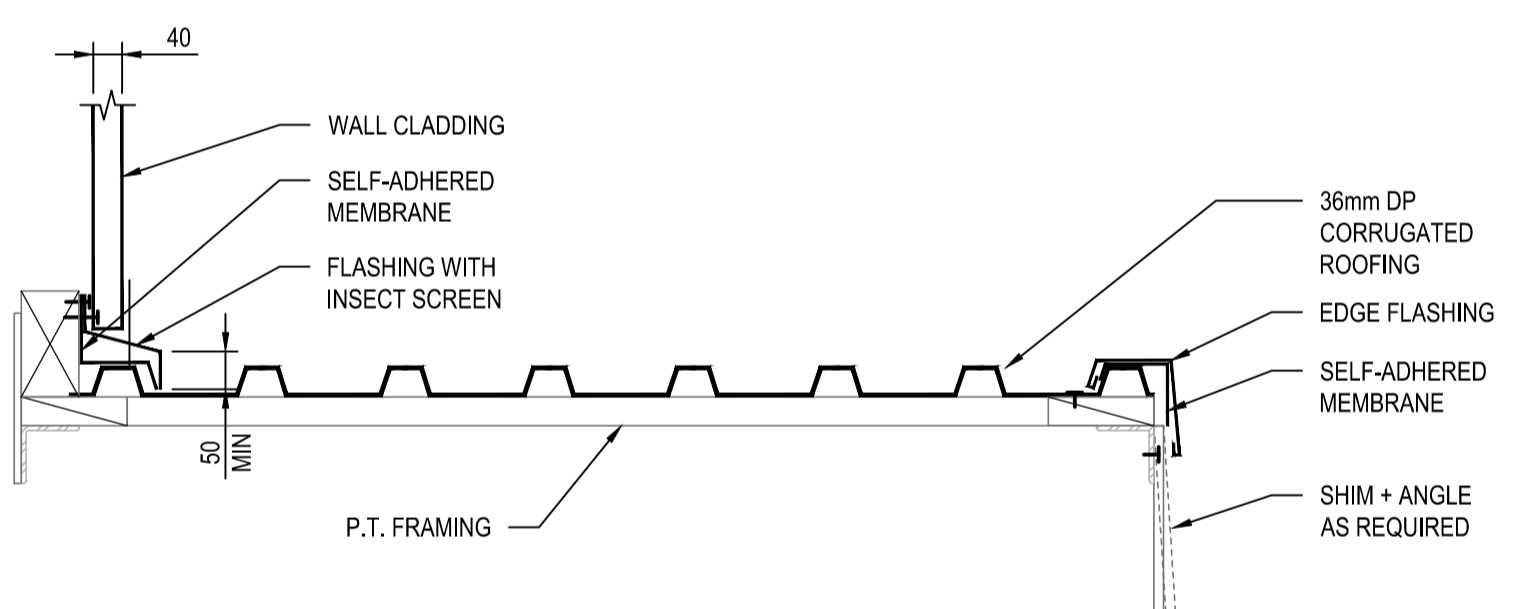 40
WALL CLADDING
SELF-ADHERED
MEMBRANE
FLASHING WITH
INSECT SCREEN
50
MIN
P.T. FRAMING
36mm DP
CORRUGATED
ROOFING
EDGE FLASHING
SELF-ADHERED
MEMBRANE
SHIM + ANGLE
AS REQUIRED